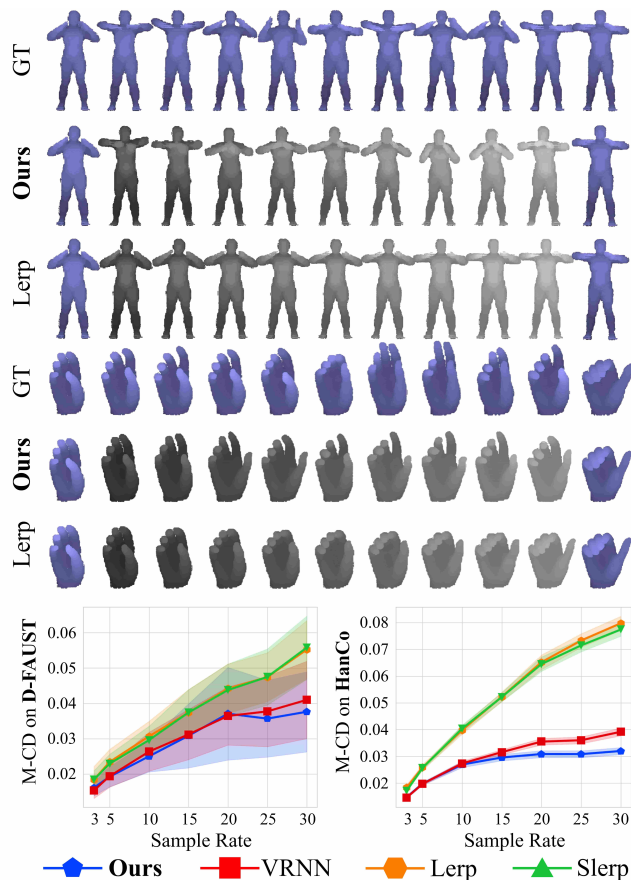 GT
Ours
Lerp
GT
Ours
Lerp
M-CD on D-FAUST
0.06
0.05
0.04
0.03
0.02
3 5 10 15 20 25 30
Sample Rate
M-CD on HanCo
0.08
0.07
0.06
0.05
0.04
0.03
0.02
3 5 10 15 20 25 30
Sample Rate
Ours VRNN Lerp Slerp